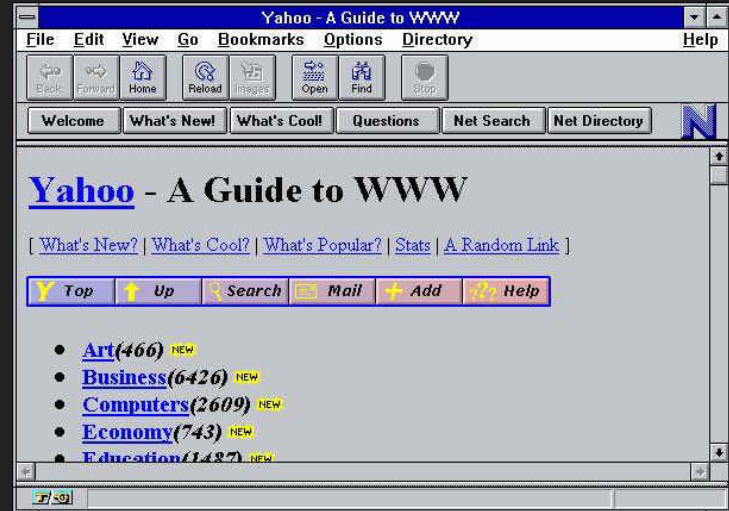 Yahoo - A Guide to WWW
File Edit View Go Bookmarks Options Directory Help
Back Forward Home Reload Images Open Find Stop
Welcome What's New! What's Cool! Questions Net Search Net Directory N
Yahoo - A Guide to WWW
[ What's New? | What's Cool? | What's Popular? | Stats | A Random Link ]
Y Top Up Search Mail Add ??? Help
Art(466) NEW
Business(6426) NEW
Computers(2609) NEW
Economy(743) NEW
Education(1487) NEW